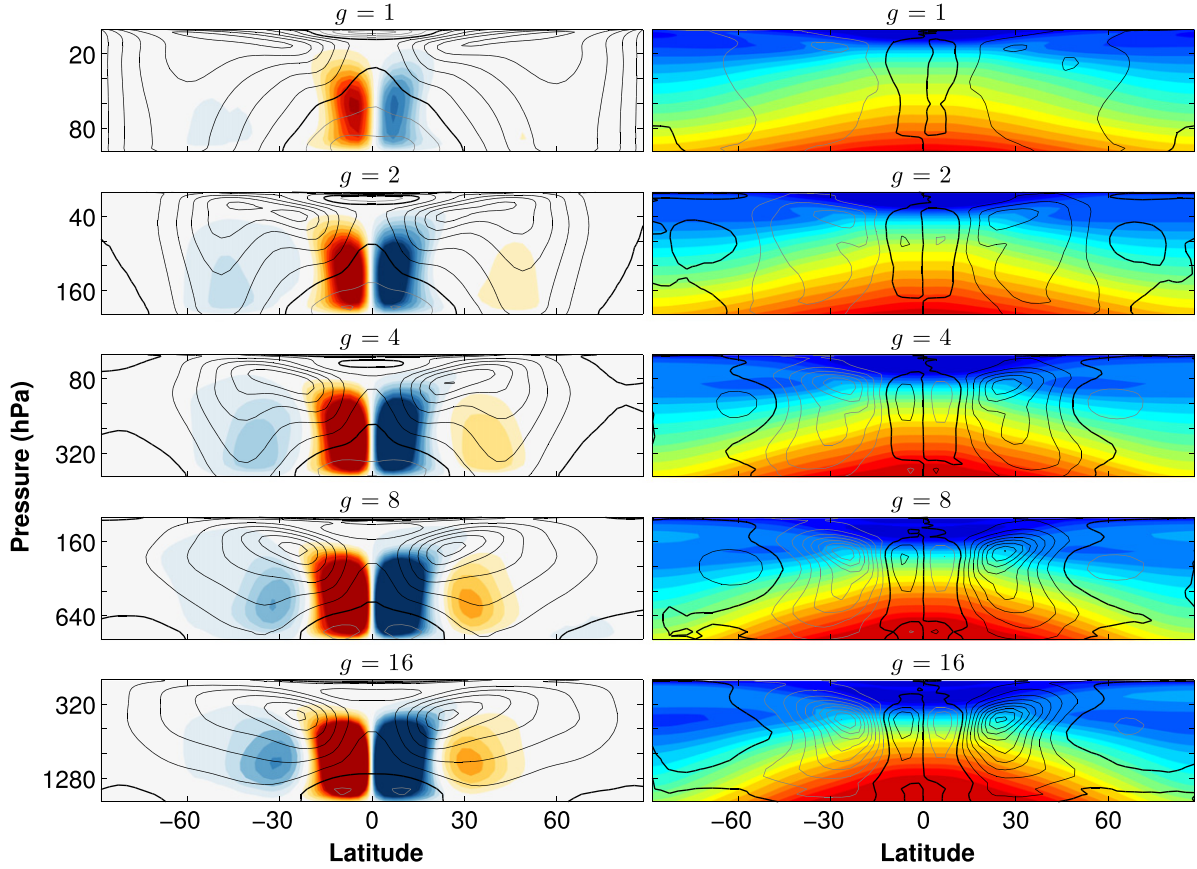 g = 1
g = 1
20
80
g = 2
g = 2
40
160
g = 4
g = 4
80
320
g = 8
g = 8
160
640
g = 16
g = 16
320
1280
Pressure (hPa)
−60 −30 0 30 60
−60 −30 0 30 60
Latitude
Latitude